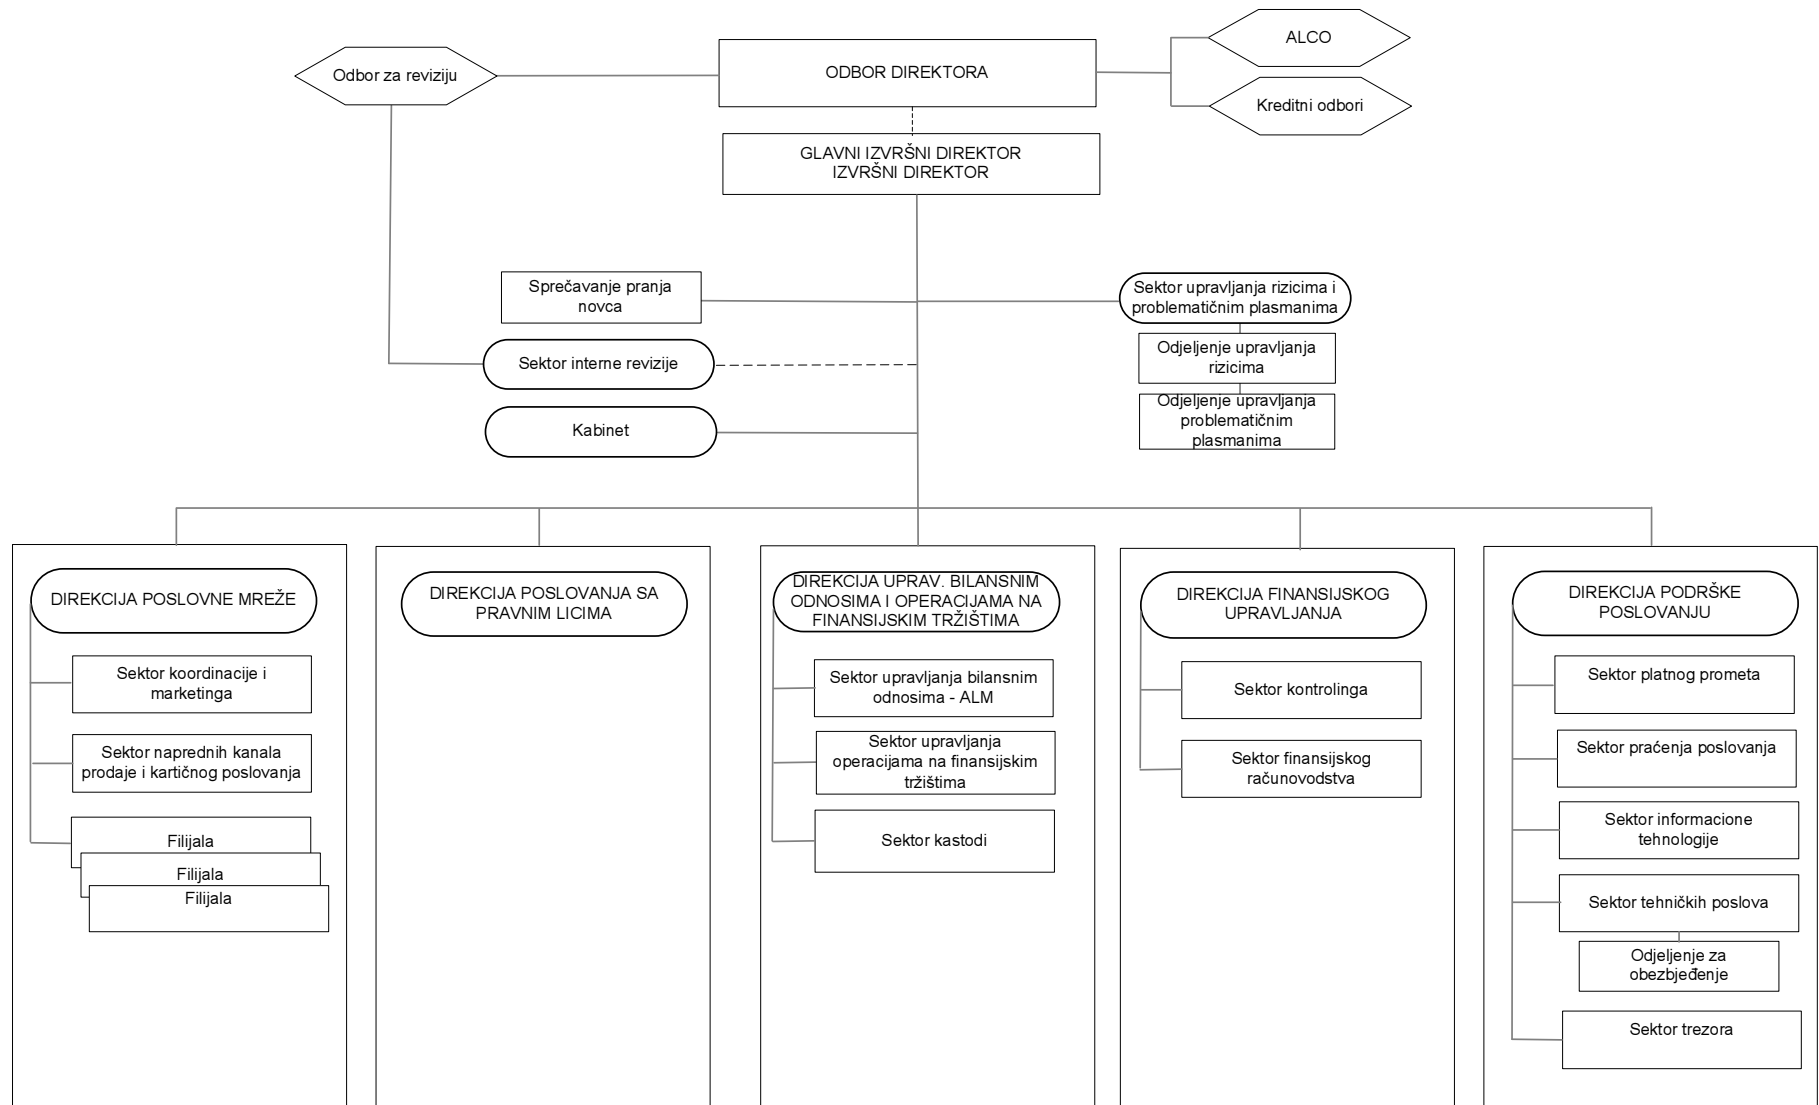 ALCO
Odbor za reviziju
ODBOR DIREKTORA
Kreditni odbori
GLAVNI IZVRŠNI DIREKTOR
IZVRŠNI DIREKTOR
Sprečavanje pranja
novca
Sektor upravljanja rizicima i
problematičnim plasmanima
Sektor interne revizije
Odjeljenje upravljanja
rizicima
Kabinet
Odjeljenje upravljanja
problematičnim
plasmanima
DIREKCIJA POSLOVNE MREŽE
Sektor koordinacije i
marketinga
Sektor naprednih kanala
prodaje i kartičnog poslovanja
Filijala
Filijala
Filijala
DIREKCIJA POSLOVANJA SA
PRAVNIM LICIMA
DIREKCIJA UPRAV. BILANSNIM
ODNOSIMA I OPERACIJAMA NA
FINANSIJSKIM TRŽIŠTIMA
Sektor upravljanja bilansnim
odnosima - ALM
Sektor upravljanja
operacijama na finansijskim
tržištima
Sektor kastodi
DIREKCIJA FINANSIJSKOG
UPRAVLJANJA
Sektor kontrolinga
Sektor finansijskog
računovodstva
DIREKCIJA PODRŠKE
POSLOVANJU
Sektor platnog prometa
Sektor praćenja poslovanja
Sektor informacione
tehnologije
Sektor tehničkih poslova
Odjeljenje za
obezbjeđenje
Sektor trezora